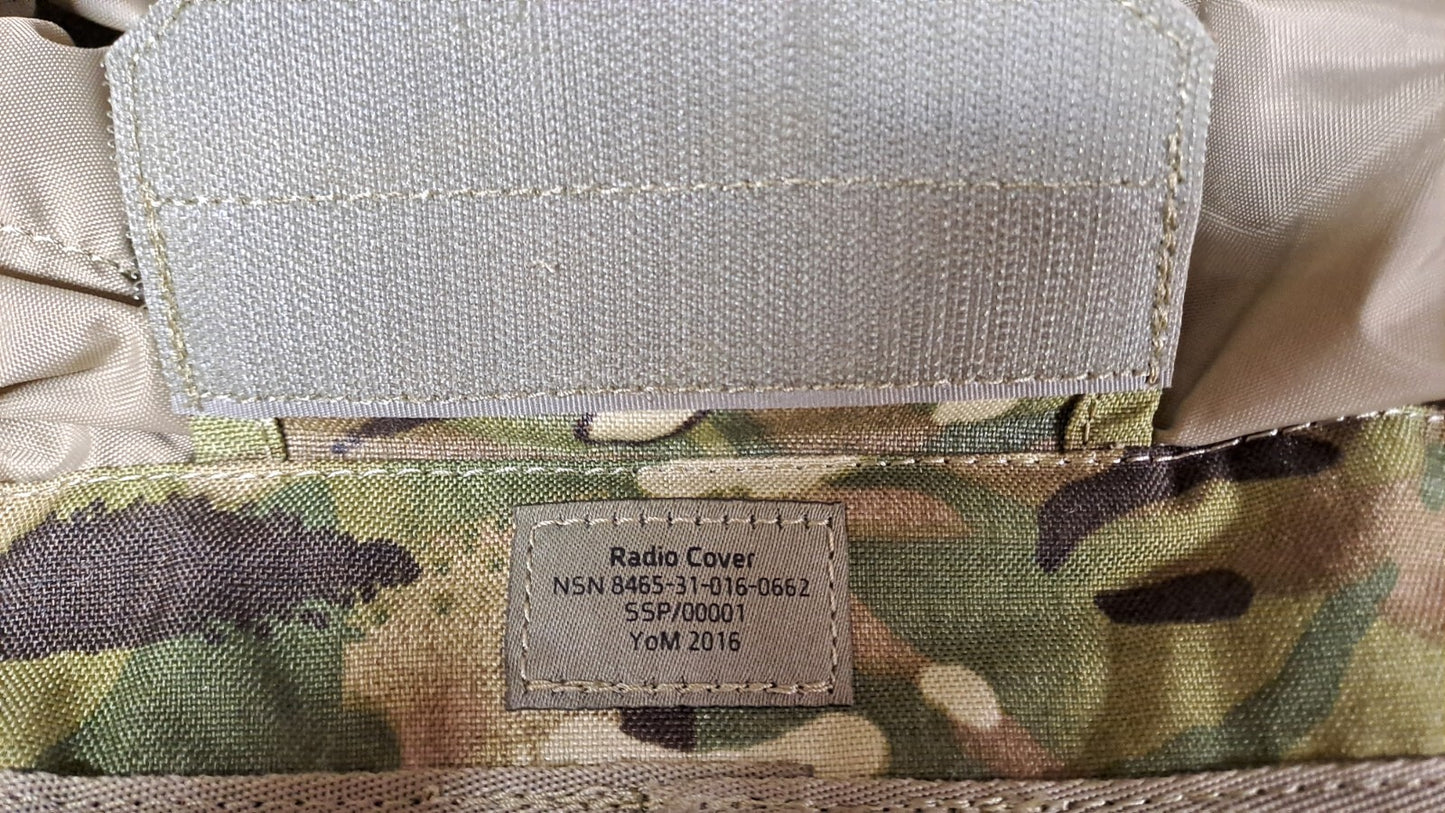 Radio Cover
NSN 8465-31-016-0662
SSP/00001
YoM 2016